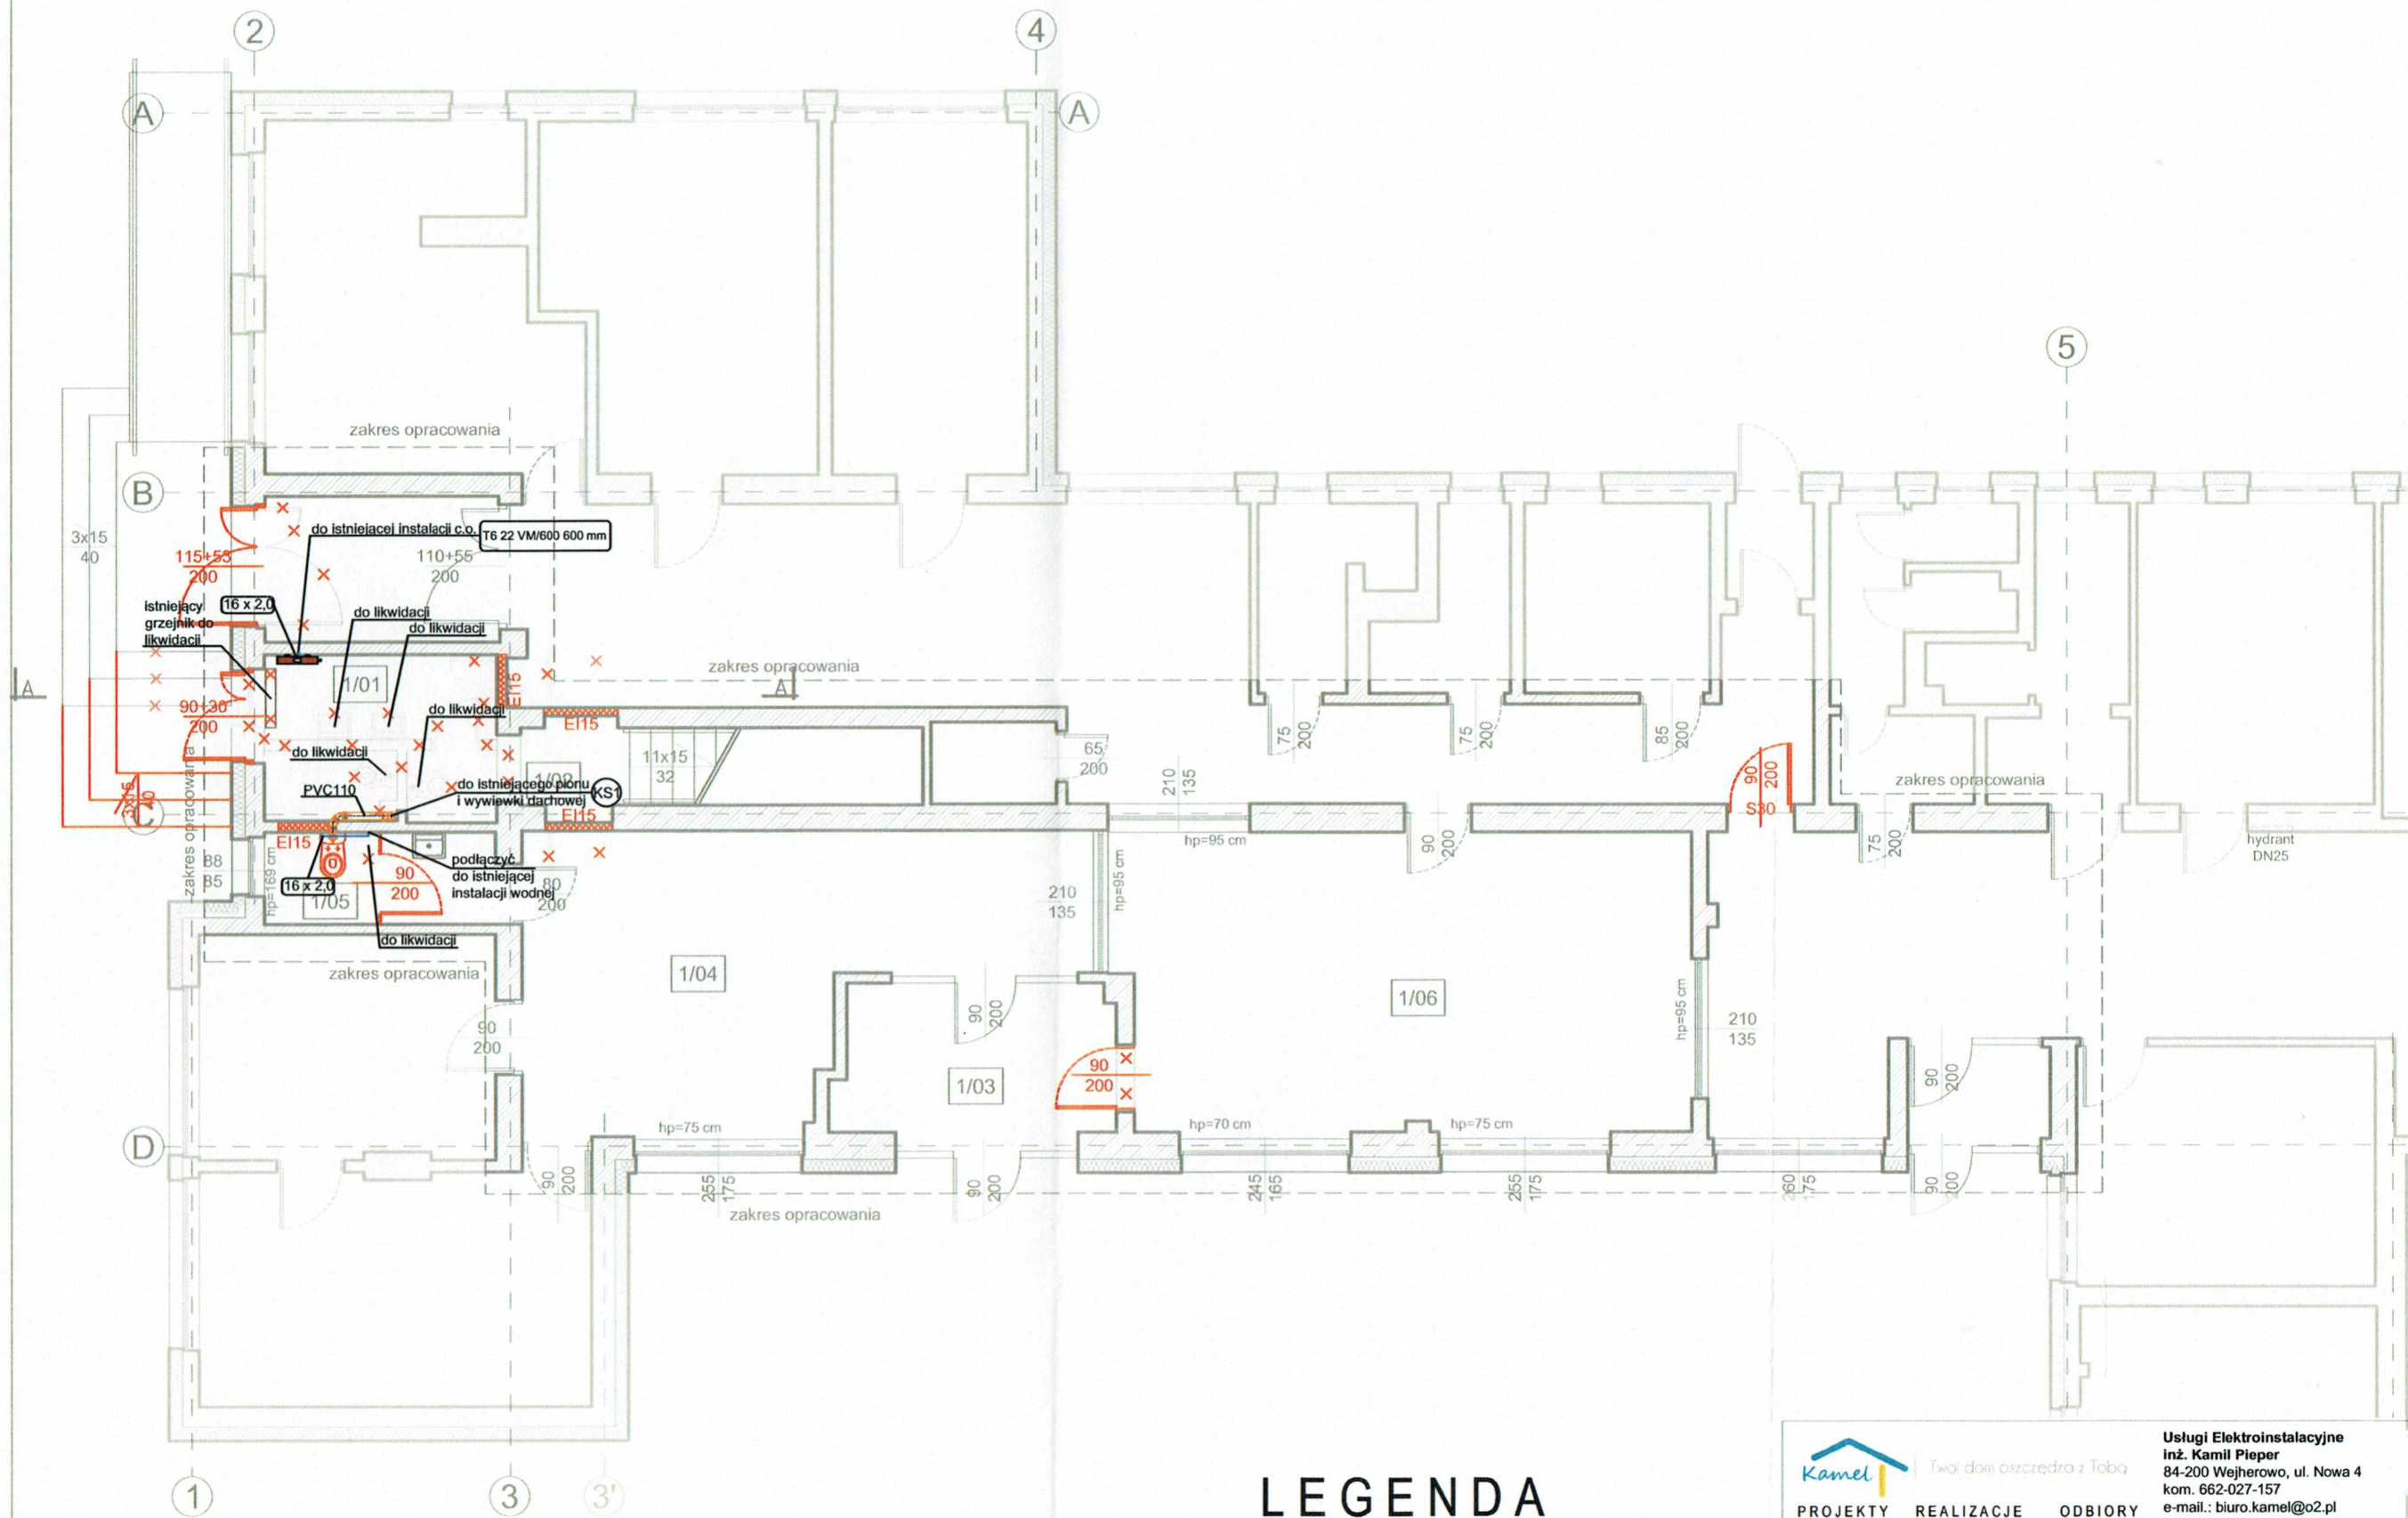 2
4
A
A
5
zakres opracowania
B
3x15
40
do istniejącej instalacji c.o.
T6 22 VM/600 600 mm
115+55
200
110+55
200
istniejący
grzejnik do
likwidacji
16 x 2,0
do likwidacji
do likwidacji
zakres opracowania
A
A
1/01
EI15
90+30
200
do likwidacji
EI15
do likwidacji
11x15
32
65
200
75
200
75
200
85
200
90
200
S30
zakres opracowania
210
135
1/02
do istniejącego pionu
i wywiewki dachowej
KS1
PVC110
40
C
zakres opracowania
EI15
EI15
hp=95 cm
90
200
75
200
hydrant
DN25
88
85
hp=169 cm
podłączyć
do istniejącej
instalacji wodnej
90
200
80
200
16 x 2,0
1/05
do likwidacji
210
135
hp=95 cm
zakres opracowania
1/04
1/06
hp=95 cm
210
135
90
200
90
200
1/03
90
200
90
200
D
hp=75 cm
hp=70 cm
hp=75 cm
90
200
255
175
90
200
245
165
255
175
260
175
90
200
zakres opracowania
1
3
3'
LEGENDA
Kamel
Twój dom oszczędza z Tobą
PROJEKTY REALIZACJE ODBIORY
Usługi Elektroinstalacyjne
inż. Kamil Pieper
84-200 Wejherowo, ul. Nowa 4
kom. 662-027-157
e-mail.: biuro.kamel@o2.pl